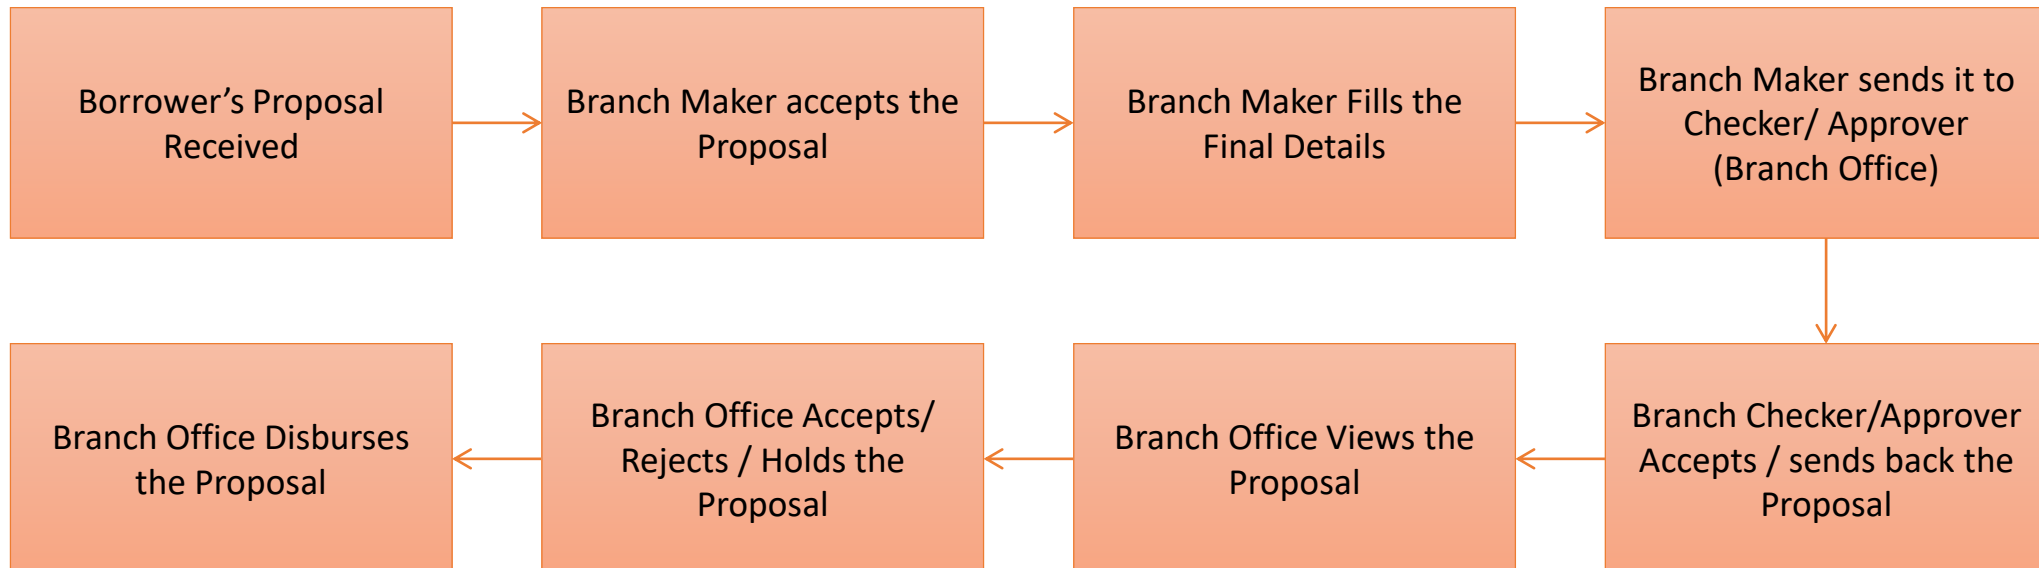 Borrower’s Proposal
Received
Branch Maker accepts the
Proposal
Branch Maker Fills the
Final Details
Branch Maker sends it to
Checker/ Approver
(Branch Office)
Branch Checker/Approver
Accepts / sends back the
Proposal
Branch Office Views the
Proposal
Branch Office Accepts/
Rejects / Holds the
Proposal
Branch Office Disburses
the Proposal